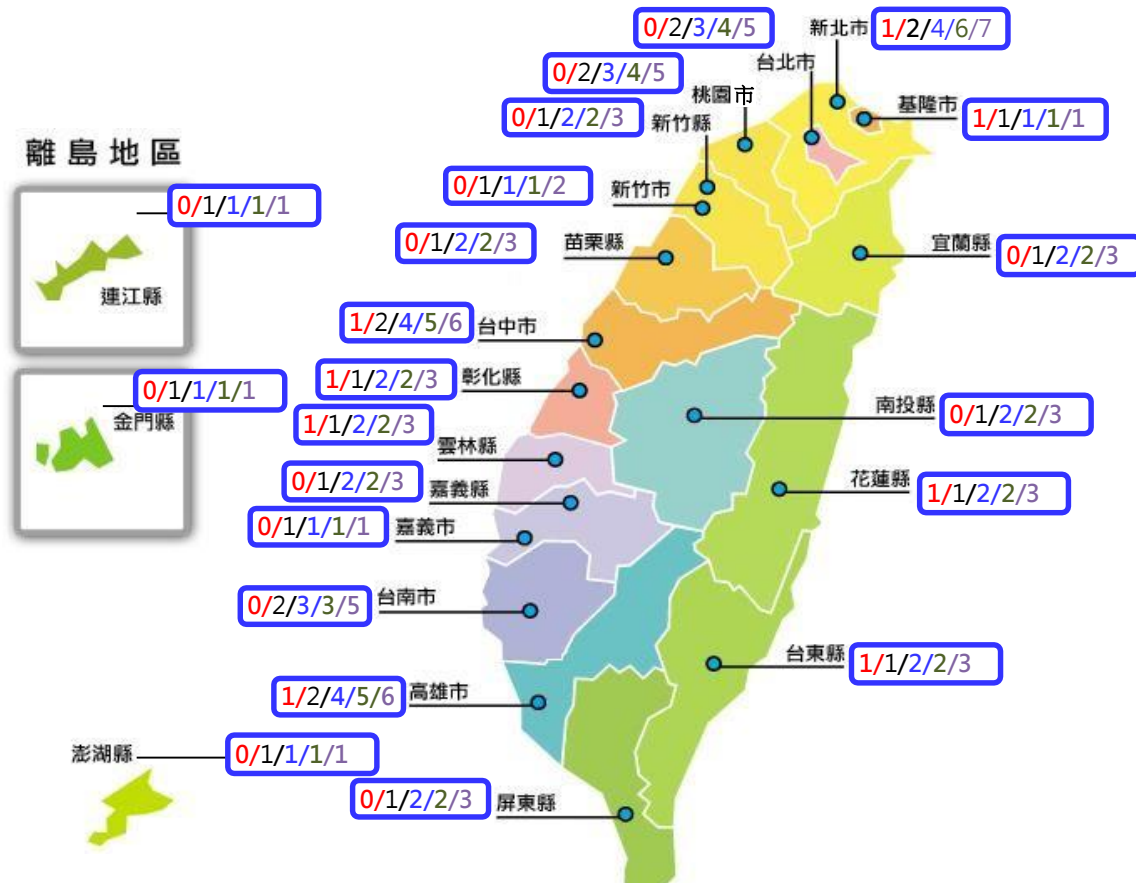 0/2/3/4/5
新北市 1/2/4/6/7
台北市
0/2/3/4/5
桃園市
基隆市 1/1/1/1/1
0/1/2/2/3
新竹縣
離島地區
0/1/1/1/2 新竹市
0/1/1/1/1
連江縣
0/1/2/2/3 苗栗縣
宜蘭縣 0/1/2/2/3
1/2/4/5/6 台中市
1/1/2/2/3 彰化縣
0/1/1/1/1
金門縣
南投縣 0/1/2/2/3
1/1/2/2/3
雲林縣
0/1/2/2/3 嘉義縣
花蓮縣 1/1/2/2/3
0/1/1/1/1 嘉義市
0/2/3/3/5 台南市
台東縣 1/1/2/2/3
1/2/4/5/6 高雄市
澎湖縣 0/1/1/1/1
0/1/2/2/3 屏東縣